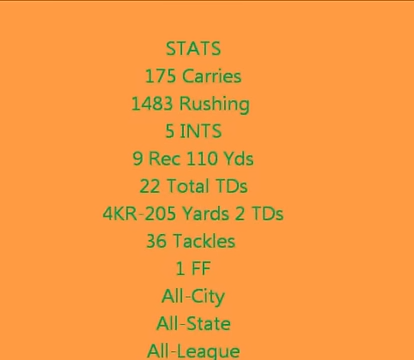 STATS
175 Carries
1483 Rushing
5 INTS
9 Rec 110 Yds
22 Total TDs
4KR-205 Yards 2 TDs
36 Tackles
1 FF
All-City
All-State
All-League